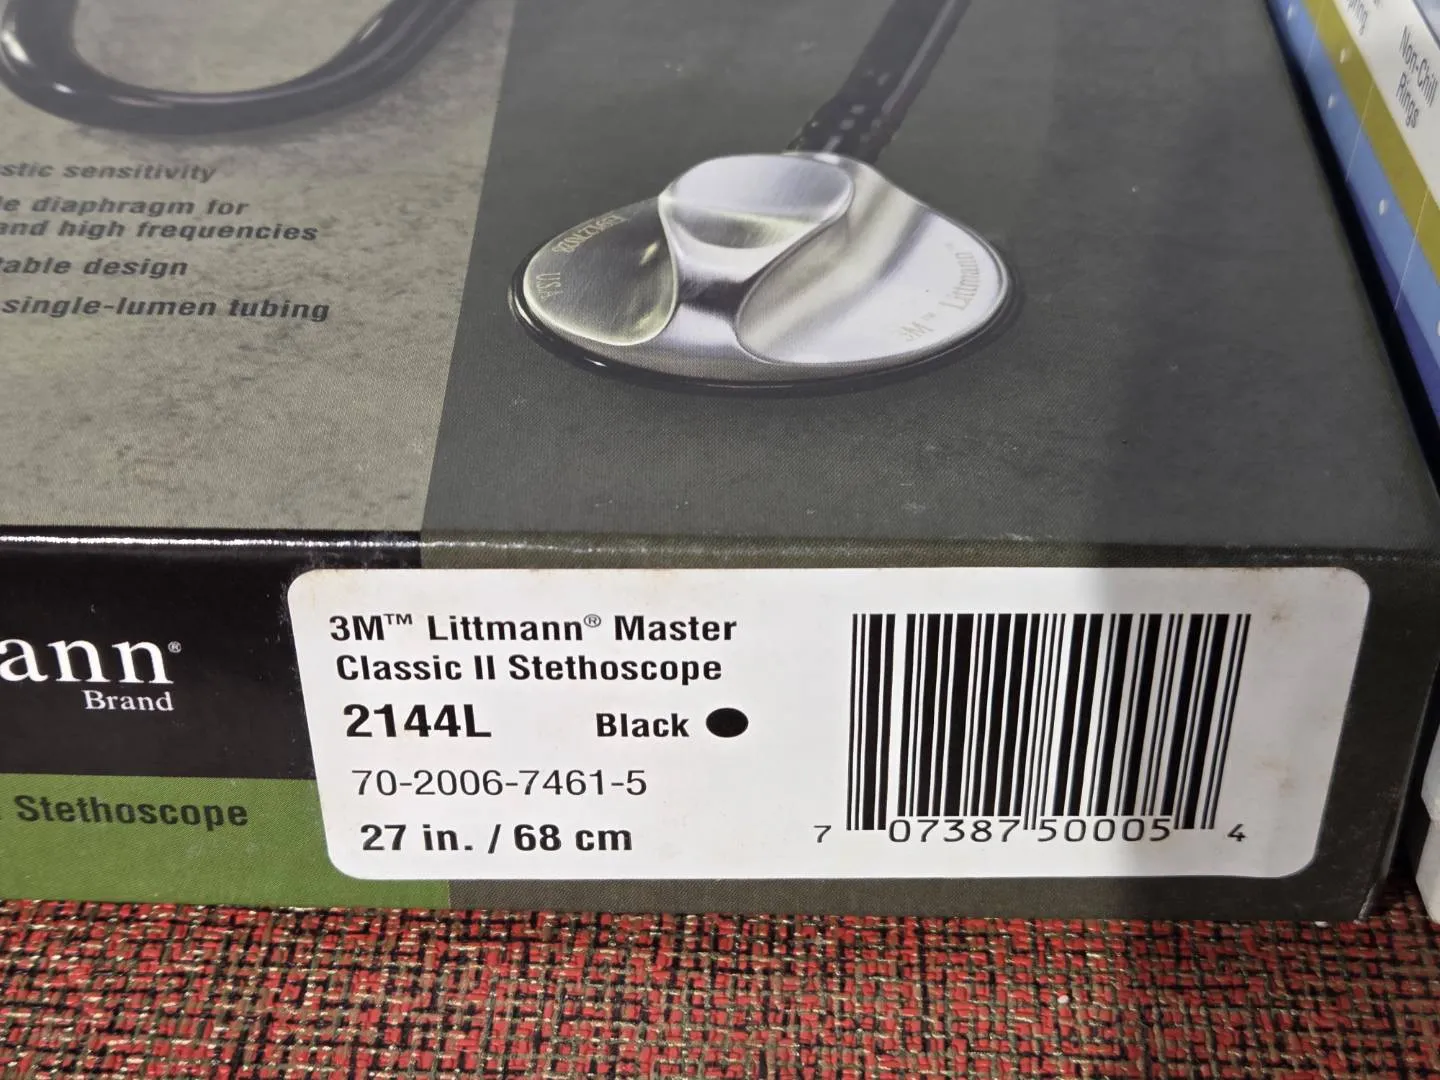 stic sensitivity
e diaphragm for
and high frequencies
table design
single-lumen tubing
USA
3M™ Littmann®
Non-Chill
Rings
ann®
Brand
Stethoscope
3M™ Littmann® Master
Classic II Stethoscope
2144L Black
70-2006-7461-5
27 in. / 68 cm
7 07387 50005 4